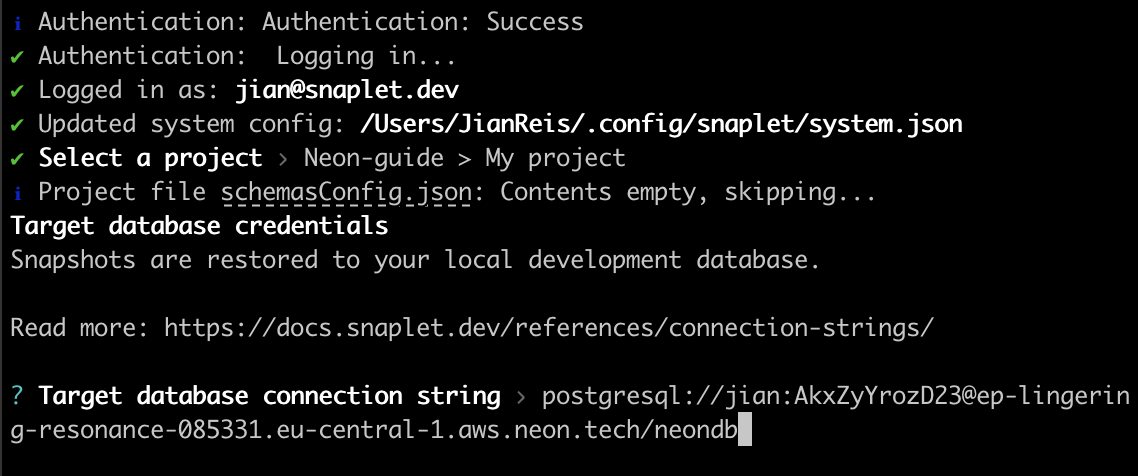 i Authentication: Authentication: Success
✔ Authentication:  Logging in...
✔ Logged in as: jian@snaplet.dev
✔ Updated system config: /Users/JianReis/.config/snaplet/system.json
✔ Select a project › Neon-guide > My project
i Project file schemasConfig.json: Contents empty, skipping...
Target database credentials
Snapshots are restored to your local development database.
Read more: https://docs.snaplet.dev/references/connection-strings/
? Target database connection string › postgresql://jian:AkxZyYrozD23@ep-lingerin
g-resonance-085331.eu-central-1.aws.neon.tech/neondb